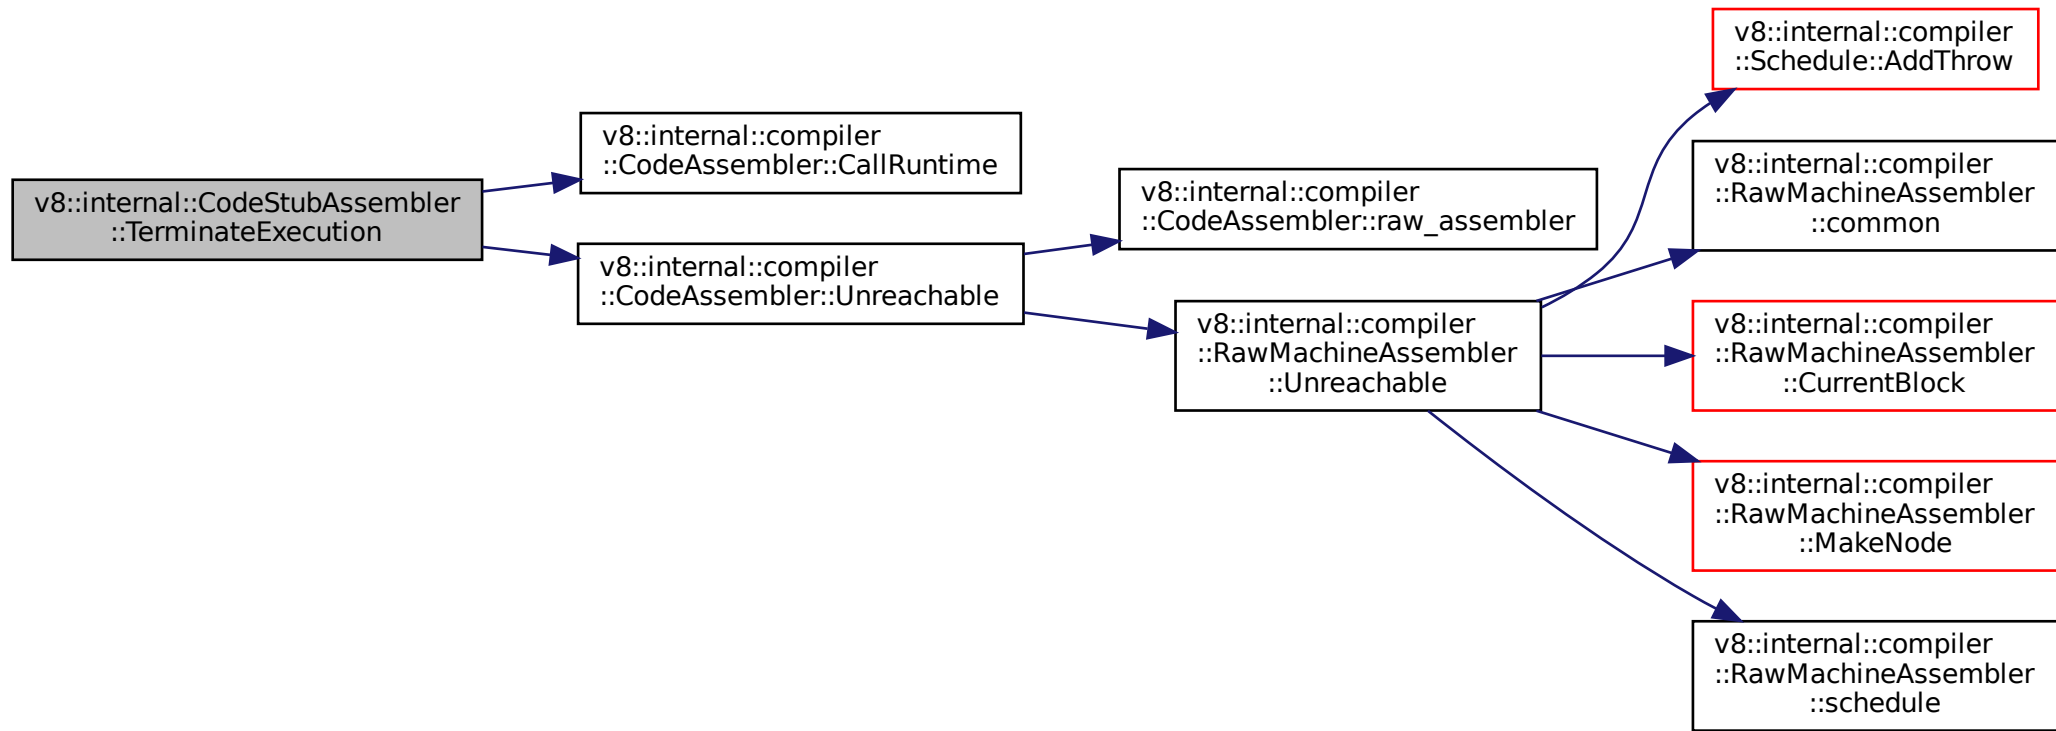 v8::internal::CodeStubAssembler
::TerminateExecution
v8::internal::compiler
::CodeAssembler::CallRuntime
v8::internal::compiler
::CodeAssembler::Unreachable
v8::internal::compiler
::CodeAssembler::raw_assembler
v8::internal::compiler
::RawMachineAssembler
::Unreachable
v8::internal::compiler
::Schedule::AddThrow
v8::internal::compiler
::RawMachineAssembler
::common
v8::internal::compiler
::RawMachineAssembler
::CurrentBlock
v8::internal::compiler
::RawMachineAssembler
::MakeNode
v8::internal::compiler
::RawMachineAssembler
::schedule